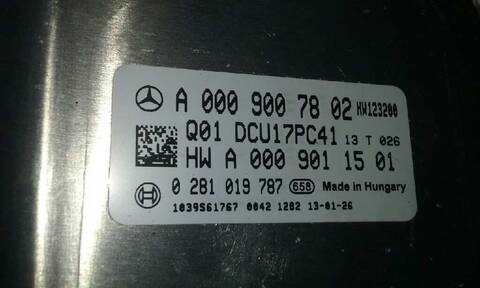 A 000 900 78 02 HW123200
Q01 DCU17PC41 13 T 026
HW A 000 901 15 01
0 281 019 787 658 Made in Hungary
1039S61767 0042 1282 13-01-26